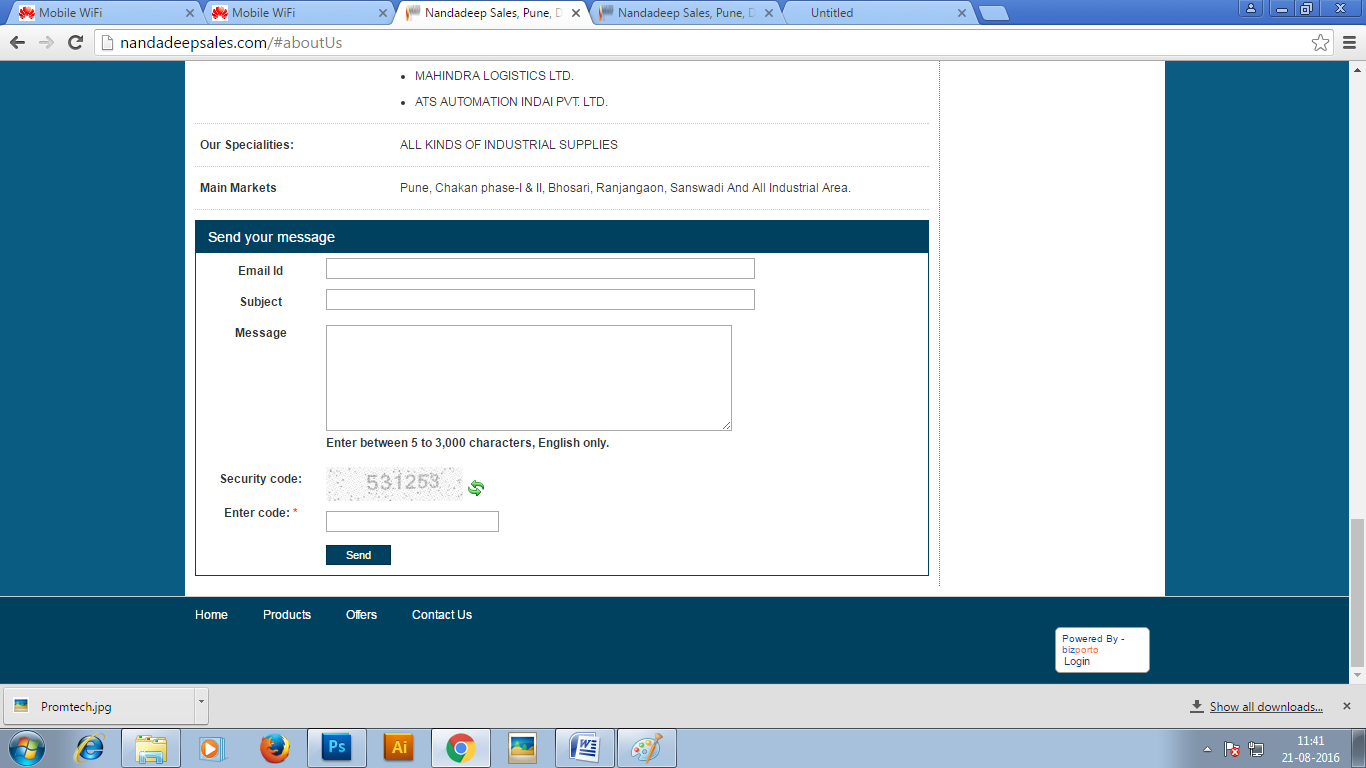 Mobile WiFi
Mobile WiFi
Nandadeep Sales, Pune, D
Nandadeep Sales, Pune, D
Untitled
nandadeepsales.com/#aboutUs
MAHINDRA LOGISTICS LTD.
ATS AUTOMATION INDAI PVT. LTD.
Our Specialities: ALL KINDS OF INDUSTRIAL SUPPLIES
Main Markets Pune, Chakan phase-I & II, Bhosari, Ranjangaon, Sanswadi And All Industrial Area.
Send your message
Email Id
Subject
Message
Enter between 5 to 3,000 characters, English only.
Security code: 531253
Enter code: *
Send
Home Products Offers Contact Us
Powered By -
bizporto
Login
Promtech.jpg
Show all downloads...
Ps
Ai
W
11:41
21-08-2016